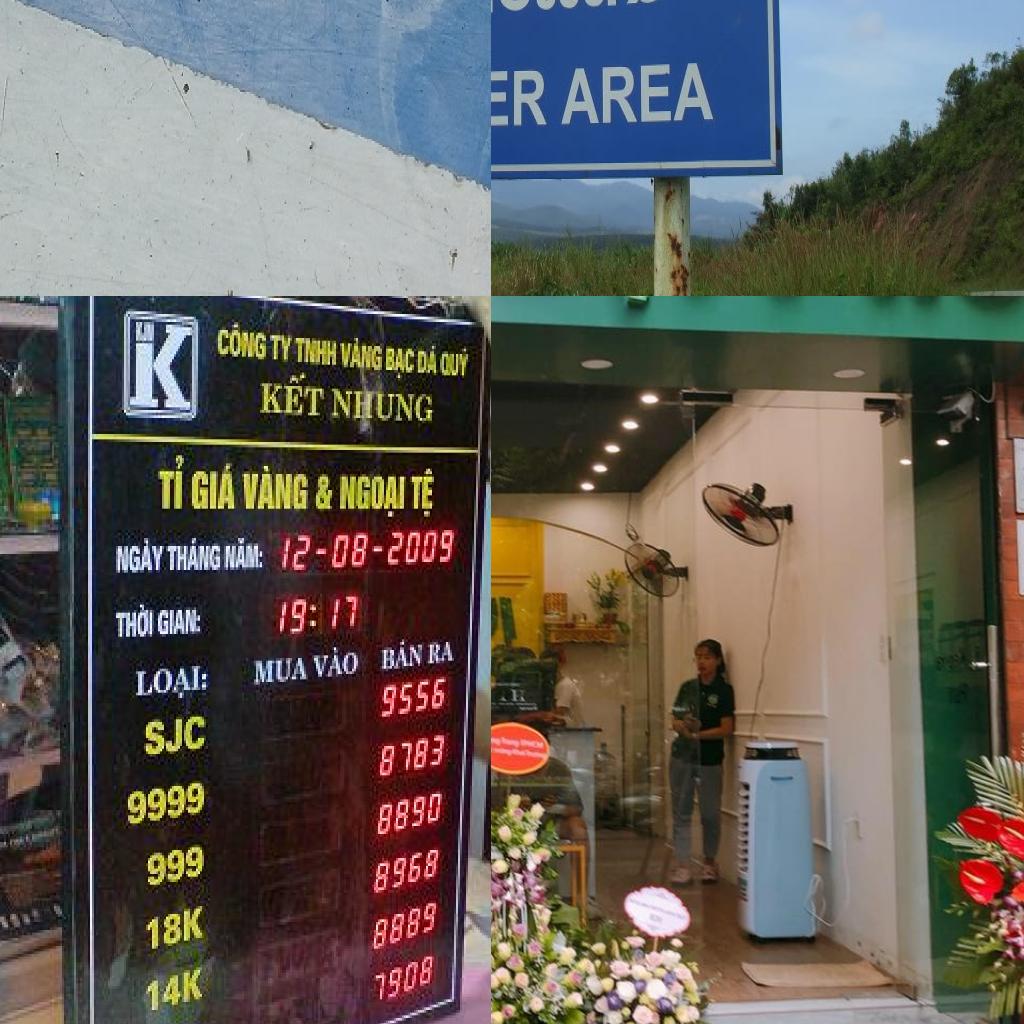 ER AREA
K
CÔNG TY TNHH VÀNG BẠC DÁ QUÝ
KẾT NHUNG
TỈ GIÁ VÀNG & NGOẠI TỆ
NGÀY THÁNG NĂM: 12-08-2009
THỜI GIAN: 19:17
LOẠI: MUA VÀO BÁN RA
SJC 9556
9999 8783
999 8890
18K 8968
14K 8889
7908